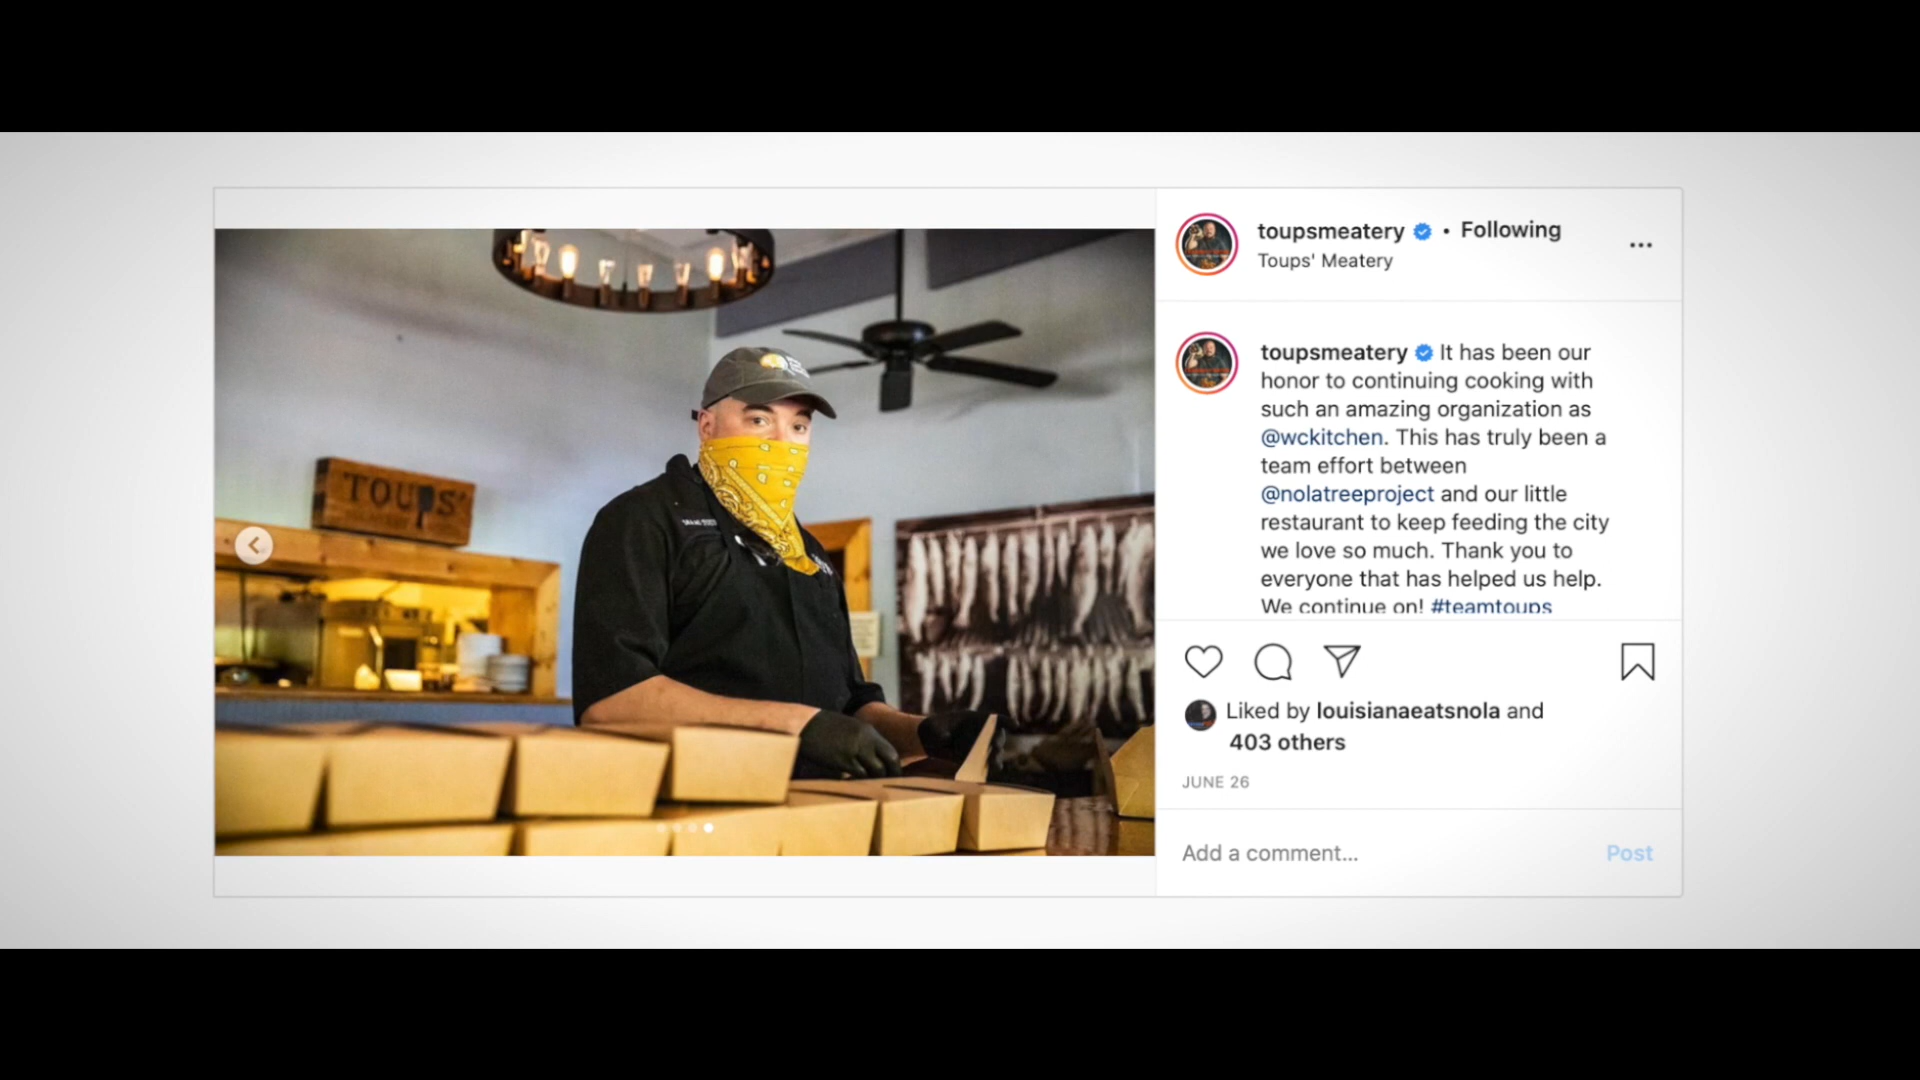 TOUPS'
toupsmeatery • Following
Toups' Meatery
...
toupsmeatery It has been our
honor to continuing cooking with
such an amazing organization as
@wckitchen. This has truly been a
team effort between
@nolatreeproject and our little
restaurant to keep feeding the city
we love so much. Thank you to
everyone that has helped us help.
We continue on! #teamtoups
Liked by louisianaeatsnola and
403 others
JUNE 26
Add a comment... Post